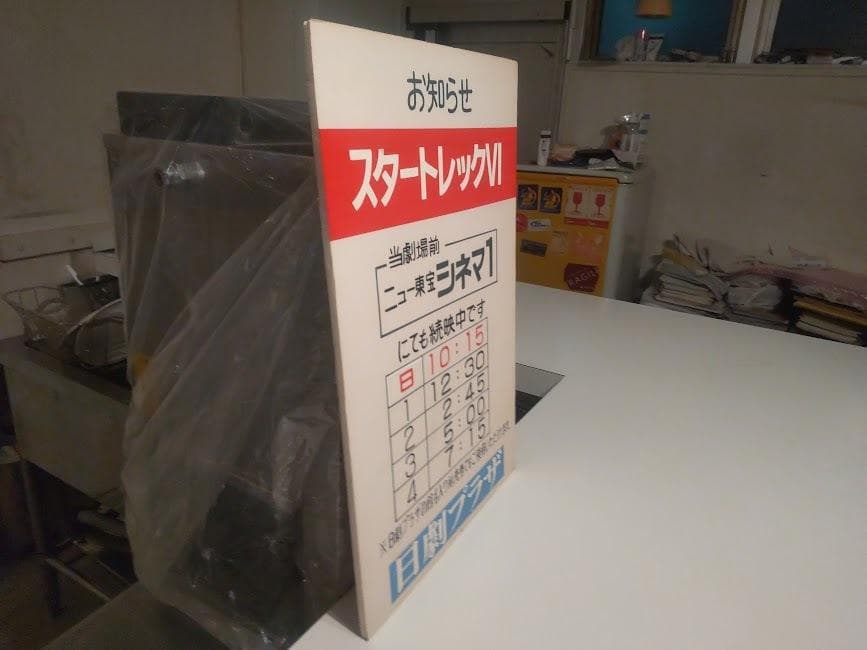 お知らせ
スタートレックVI
当劇場前
ニュー東宝 シネマ1
にても続映中です
日 10:15
1 12:30
2 2:45
3 5:00
4 7:15
日劇プラザ
FRAGILE